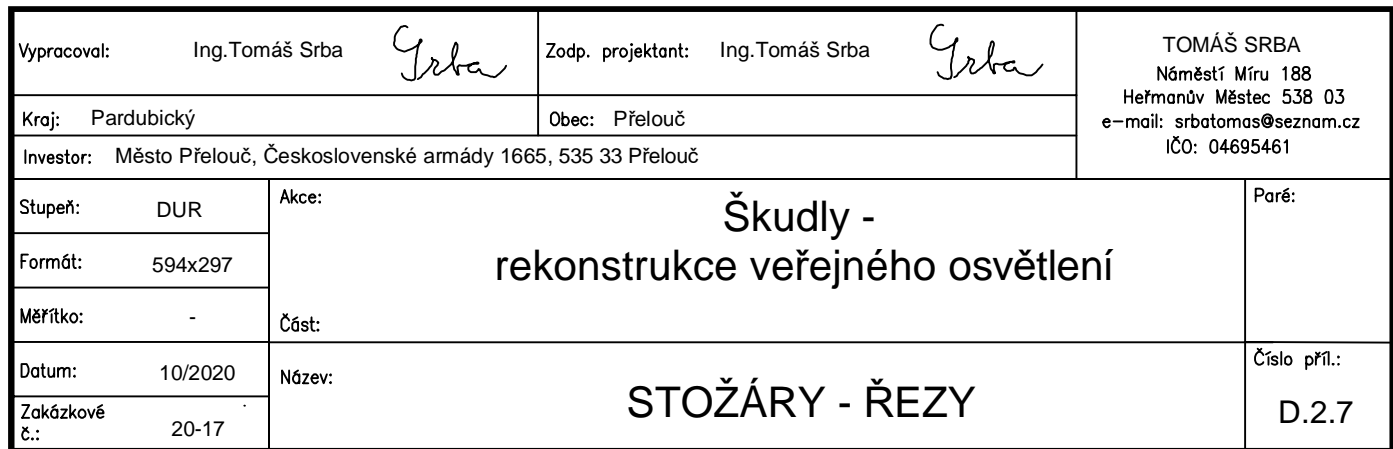 Vypracoval: Ing.Tomáš Srba Srba
Zodp. projektant: Ing.Tomáš Srba Srba
TOMÁŠ SRBA
Náměstí Míru 188
Heřmanův Městec 538 03
e-mail: srbatomas@seznam.cz
IČO: 04695461
Kraj: Pardubický
Obec: Přelouč
Investor: Město Přelouč, Československé armády 1665, 535 33 Přelouč
Stupeň: DUR
Formát: 594x297
Měřítko: -
Datum: 10/2020
Zakázkové
č.: 20-17
Akce:
Škudly -
rekonstrukce veřejného osvětlení
Část:
Název:
STOŽÁRY - ŘEZY
Paré:
Číslo příl.:
D.2.7